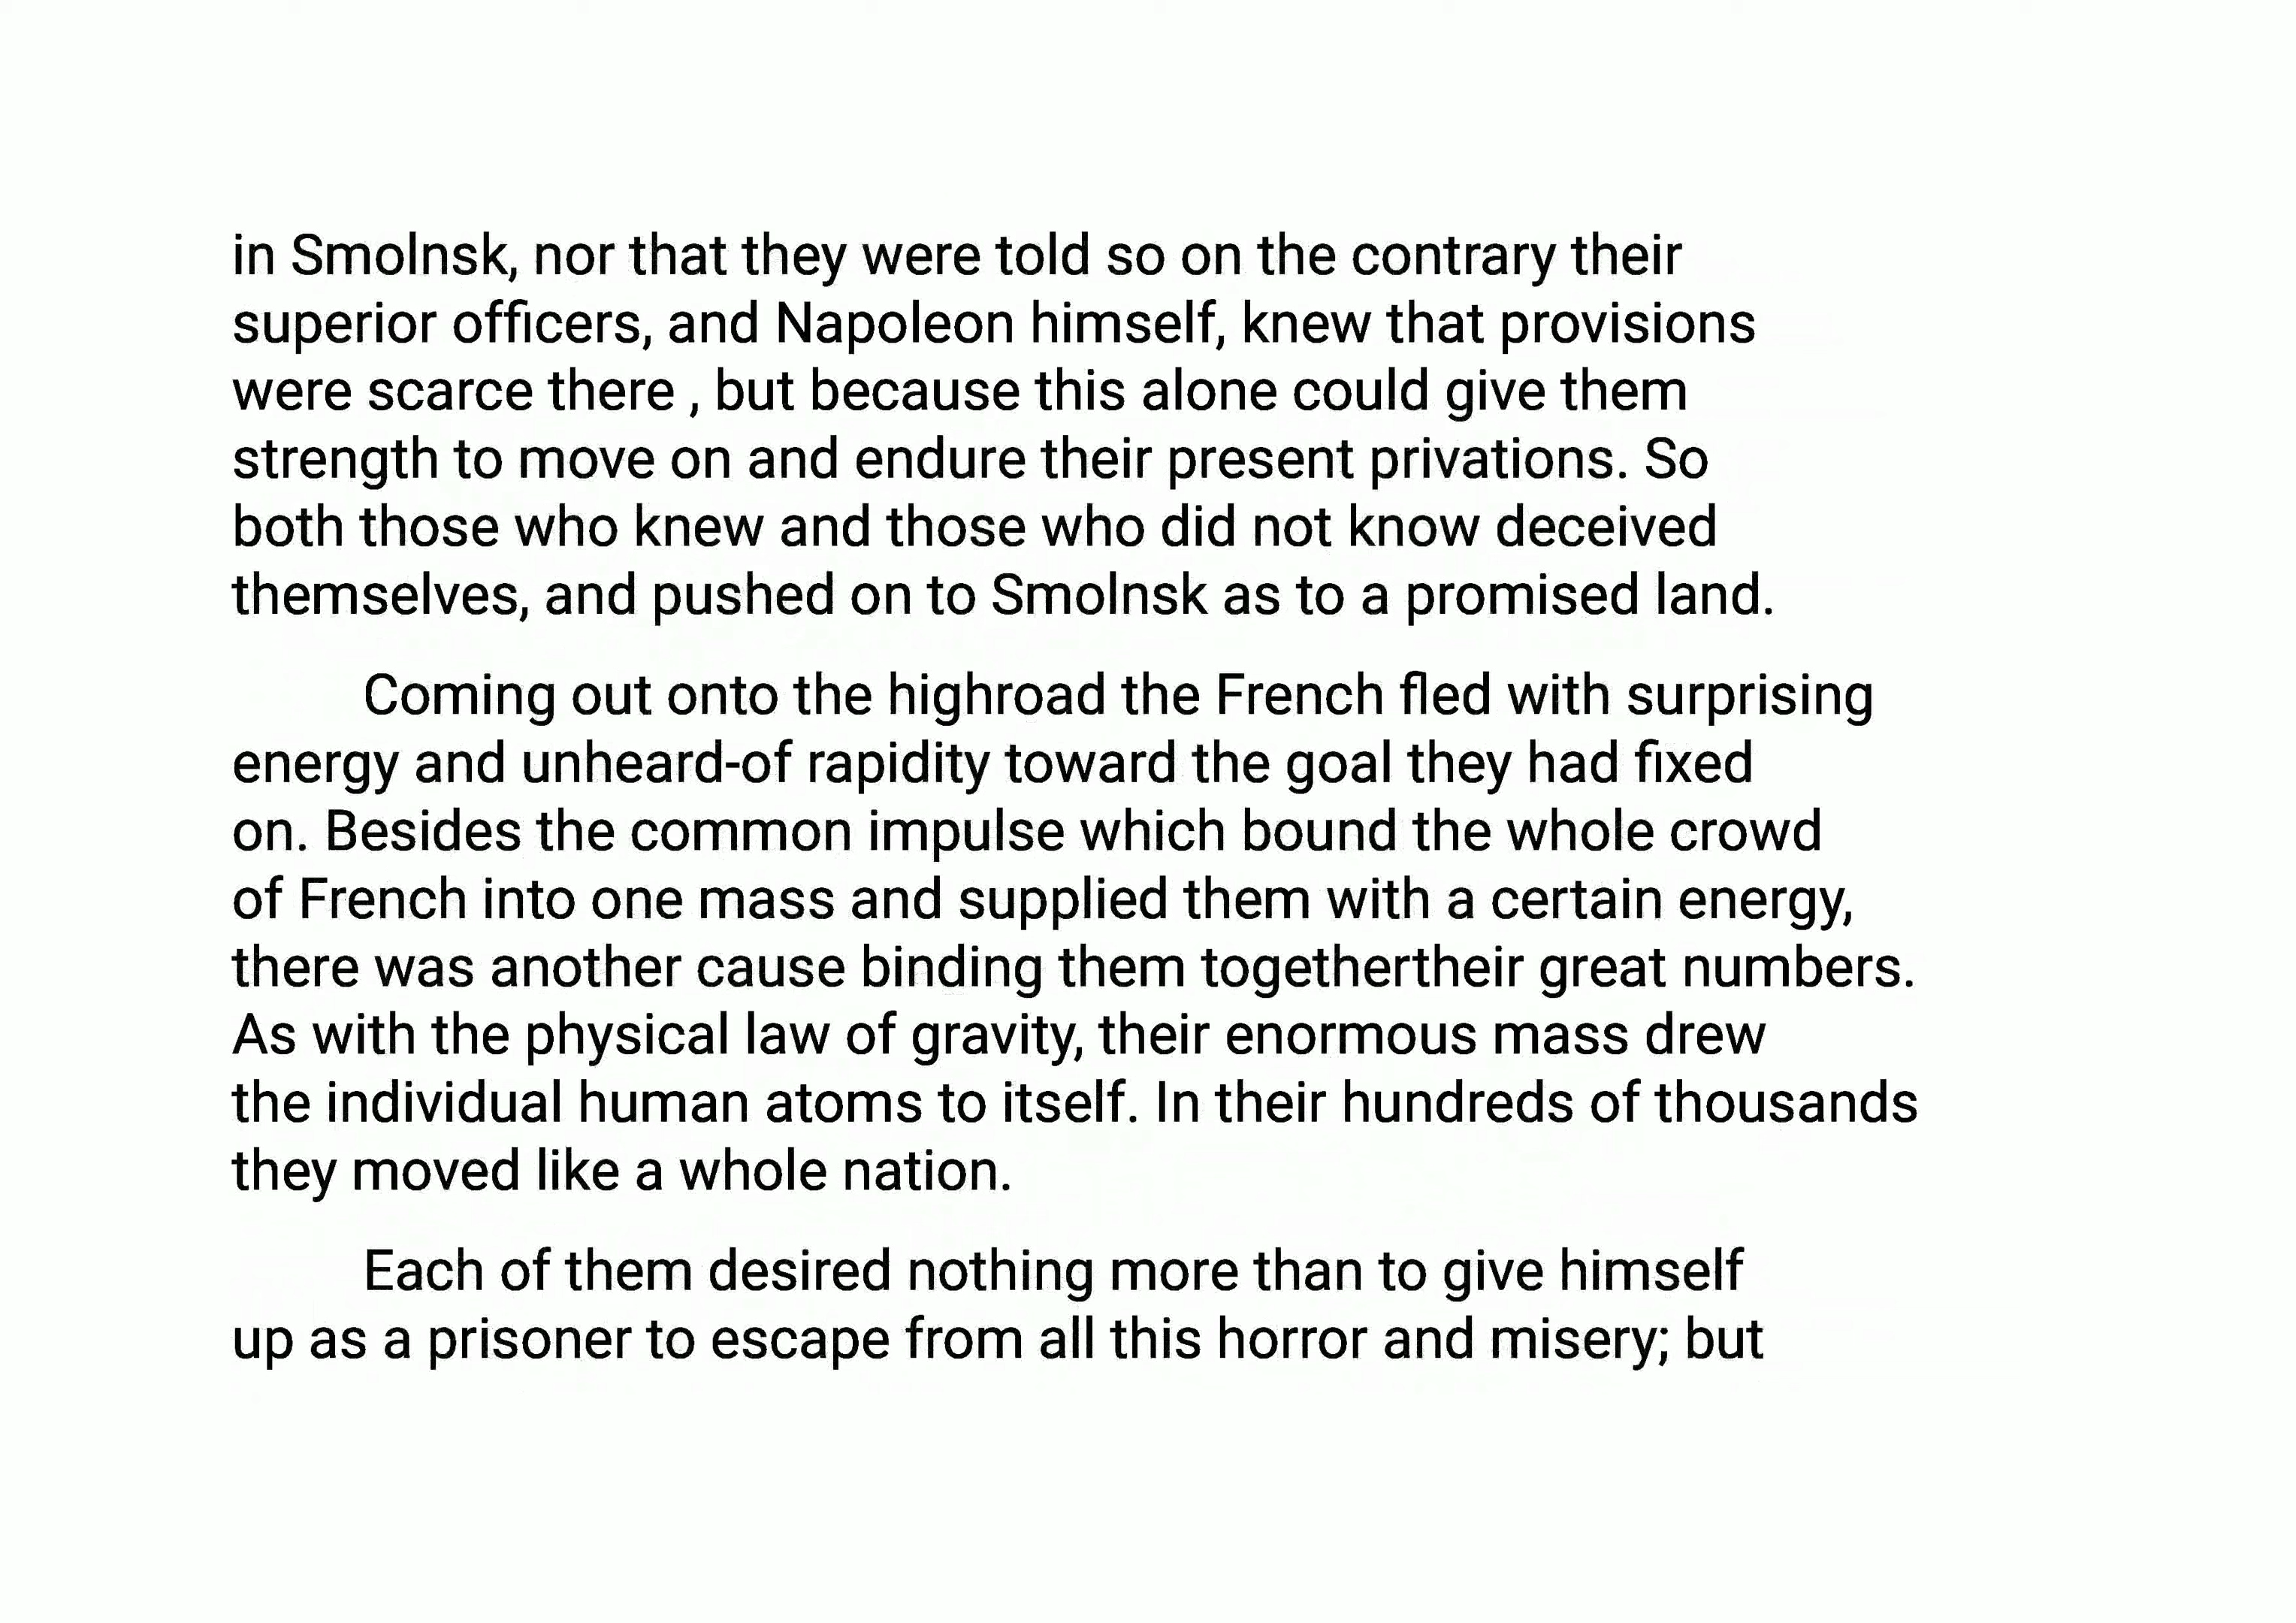 in Smolnsk, nor that they were told so on the contrary their
superior officers, and Napoleon himself, knew that provisions
were scarce there , but because this alone could give them
strength to move on and endure their present privations. So
both those who knew and those who did not know deceived
themselves, and pushed on to Smolnsk as to a promised land.
Coming out onto the highroad the French fled with surprising
energy and unheard-of rapidity toward the goal they had fixed
on. Besides the common impulse which bound the whole crowd
of French into one mass and supplied them with a certain energy,
there was another cause binding them togethertheir great numbers.
As with the physical law of gravity, their enormous mass drew
the individual human atoms to itself. In their hundreds of thousands
they moved like a whole nation.
Each of them desired nothing more than to give himself
up as a prisoner to escape from all this horror and misery; but